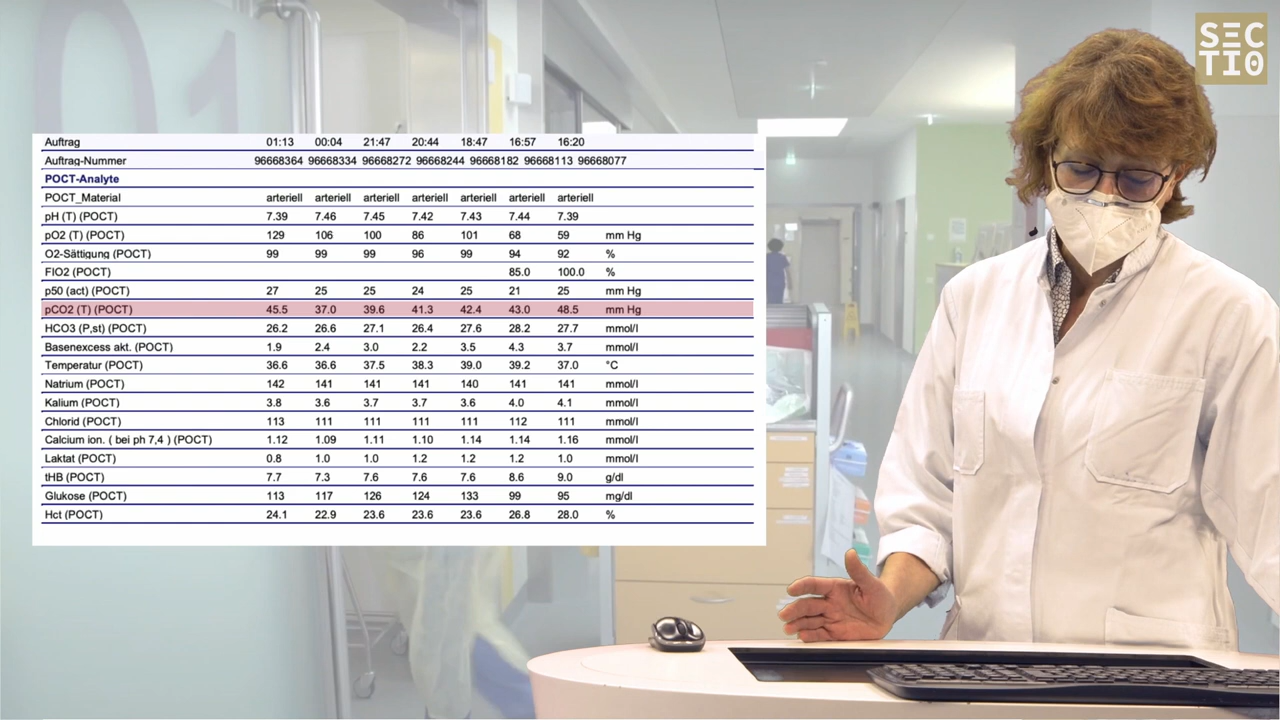 SEC
TIO
01
Auftrag 01:13 00:04 21:47 20:44 18:47 16:57 16:20
Auftrag-Nummer 96668364 96668334 96668272 96668244 96668182 96668113 96668077
POCT-Analyte
POCT_Material arteriell arteriell arteriell arteriell arteriell arteriell arteriell
pH (T) (POCT) 7.39 7.46 7.45 7.42 7.43 7.44 7.39
pO2 (T) (POCT) 129 106 100 86 101 68 59 mm Hg
O2-Sättigung (POCT) 99 99 99 96 99 94 92 %
FIO2 (POCT) 85.0 100.0 %
p50 (act) (POCT) 27 25 25 24 25 21 25 mm Hg
pCO2 (T) (POCT) 45.5 37.0 39.6 41.3 42.4 43.0 48.5 mm Hg
HCO3 (P,st) (POCT) 26.2 26.6 27.1 26.4 27.6 28.2 27.7 mmol/l
Basenexcess akt. (POCT) 1.9 2.4 3.0 2.2 3.5 4.3 3.7 mmol/l
Temperatur (POCT) 36.6 36.6 37.5 38.3 39.0 39.2 37.0 °C
Natrium (POCT) 142 141 141 141 140 141 141 mmol/l
Kalium (POCT) 3.8 3.6 3.7 3.7 3.6 4.0 4.1 mmol/l
Chlorid (POCT) 113 111 111 111 111 112 111 mmol/l
Calcium ion. ( bei ph 7,4 ) (POCT) 1.12 1.09 1.11 1.10 1.14 1.14 1.16 mmol/l
Laktat (POCT) 0.8 1.0 1.0 1.2 1.2 1.2 1.0 mmol/l
tHB (POCT) 7.7 7.3 7.6 7.6 7.6 8.6 9.0 g/dl
Glukose (POCT) 113 117 126 124 133 99 95 mg/dl
Hct (POCT) 24.1 22.9 23.6 23.6 23.6 26.8 28.0 %